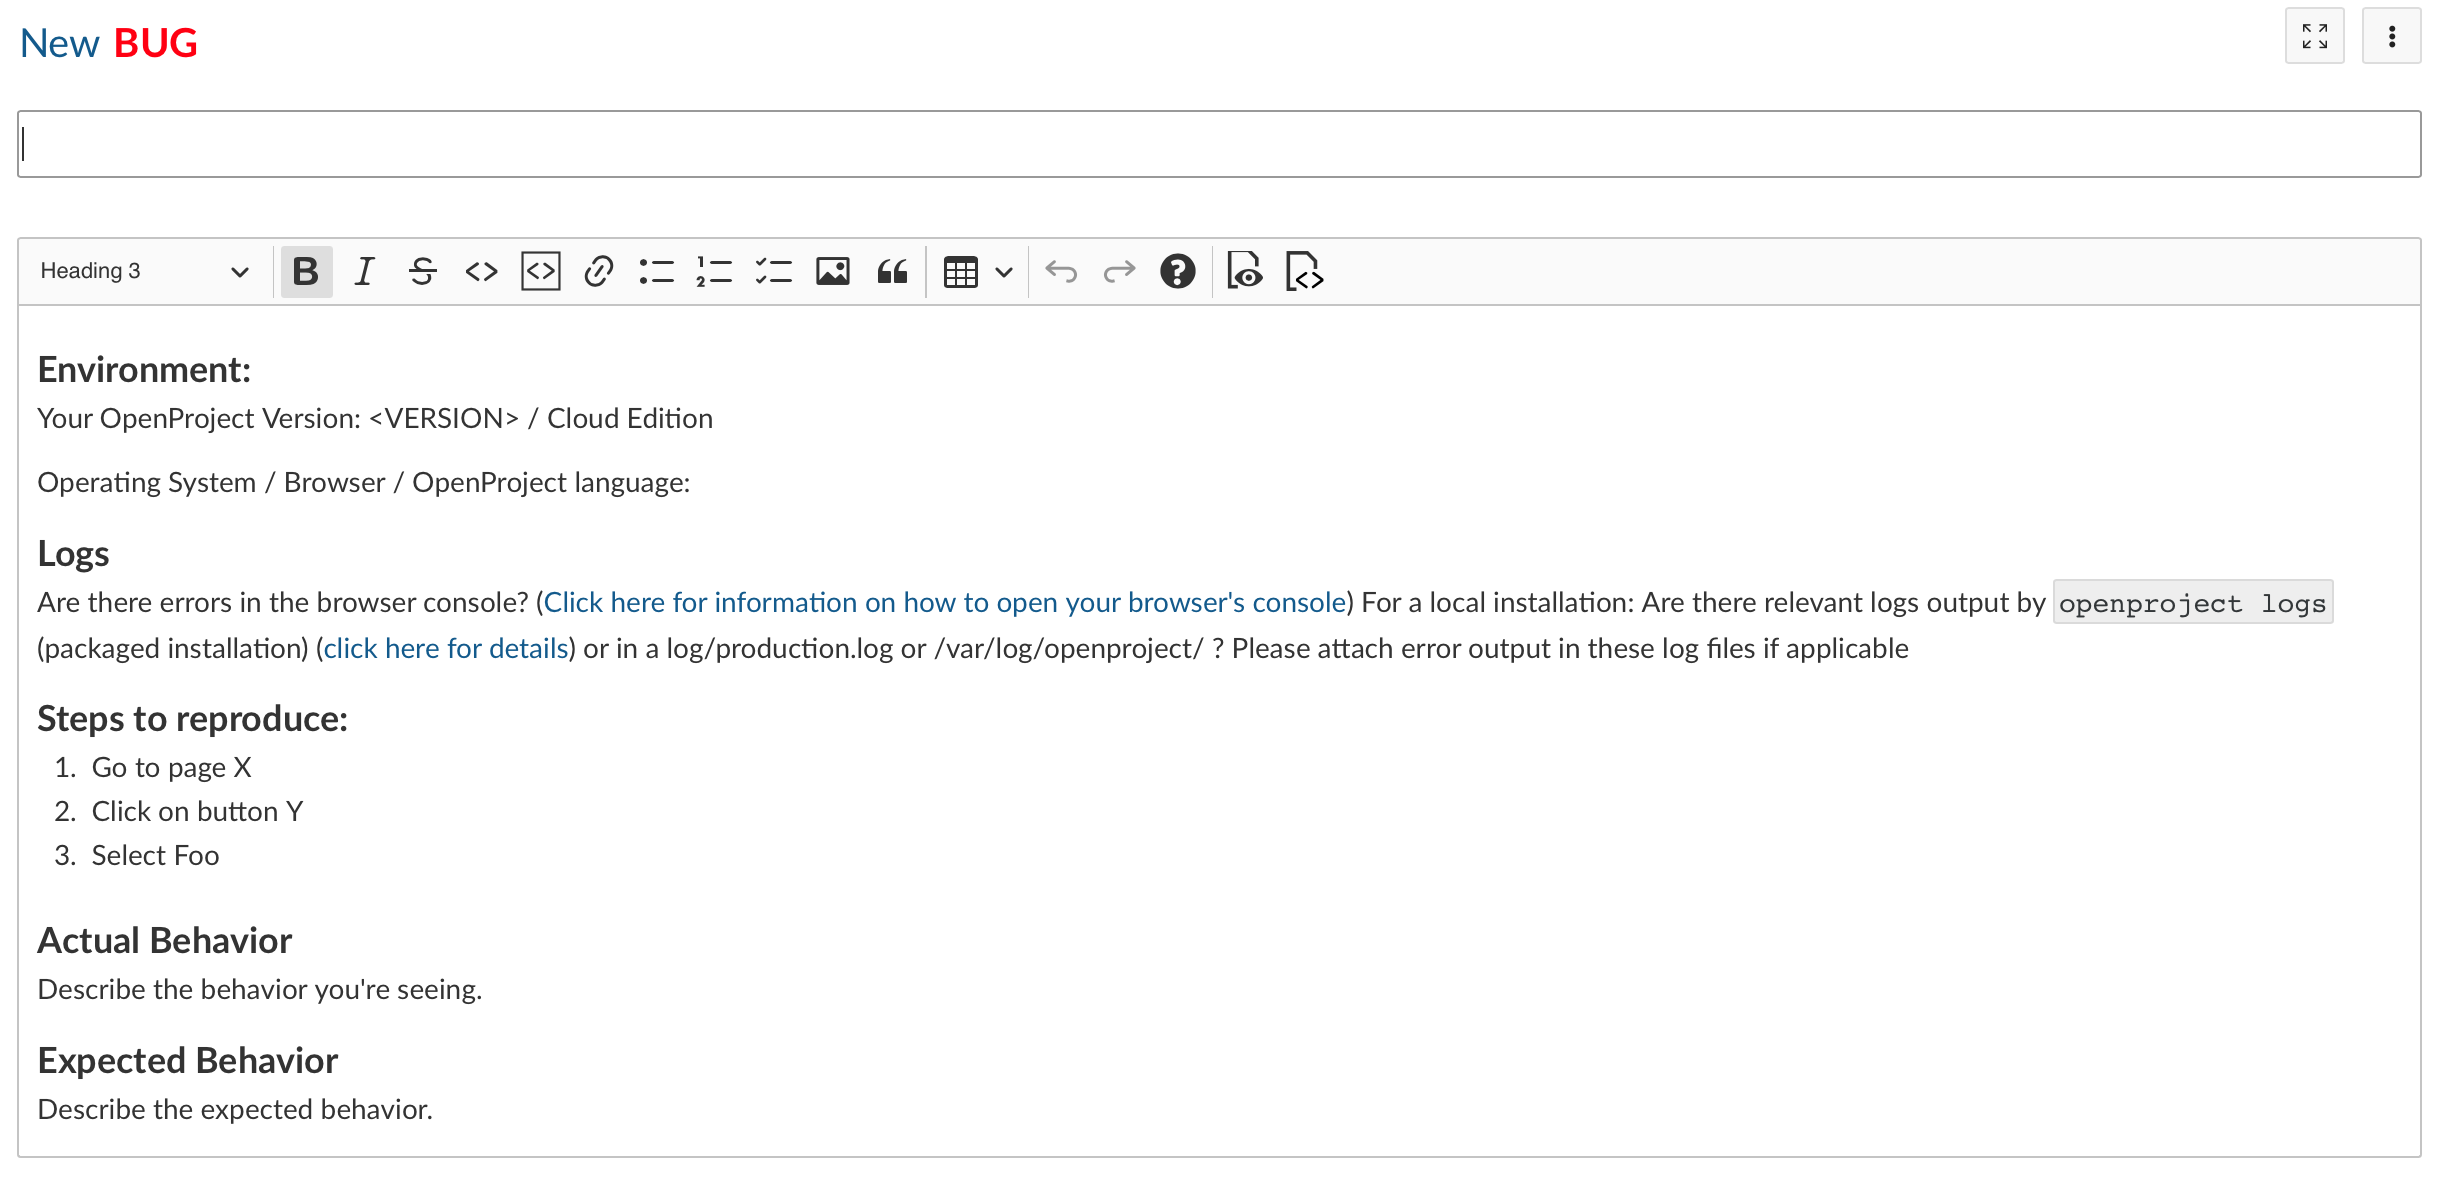 New BUG
Heading 3
Environment:
Your OpenProject Version: <VERSION> / Cloud Edition
Operating System / Browser / OpenProject language:
Logs
Are there errors in the browser console? (Click here for information on how to open your browser's console) For a local installation: Are there relevant logs output by openproject logs
(packaged installation) (click here for details) or in a log/production.log or /var/log/openproject/ ? Please attach error output in these log files if applicable
Steps to reproduce:
1. Go to page X
2. Click on button Y
3. Select Foo
Actual Behavior
Describe the behavior you're seeing.
Expected Behavior
Describe the expected behavior.